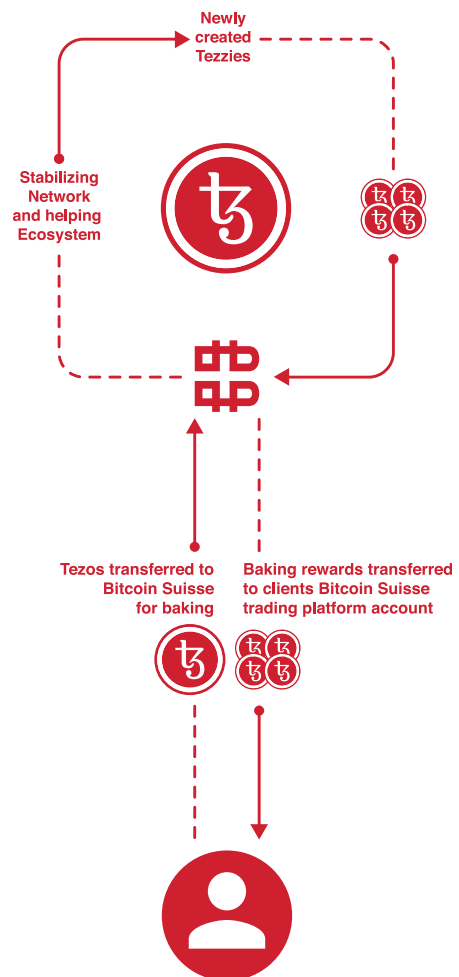 Newly
created
Tezzies
Stabilizing
Network
and helping
Ecosystem
Tezos transferred to
Bitcoin Suisse
for baking
Baking rewards transferred
to clients Bitcoin Suisse
trading platform account